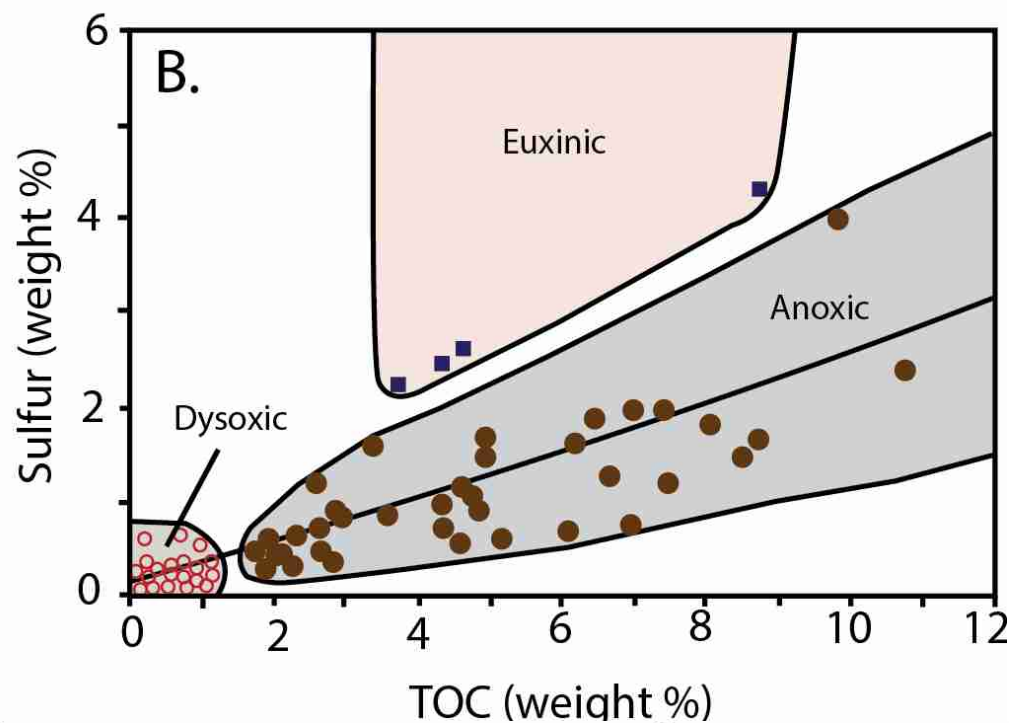 B.
6
4
2
0
Sulfur (weight %)
Euxinic
Anoxic
Dysoxic
0 2 4 6 8 10 12
TOC (weight %)